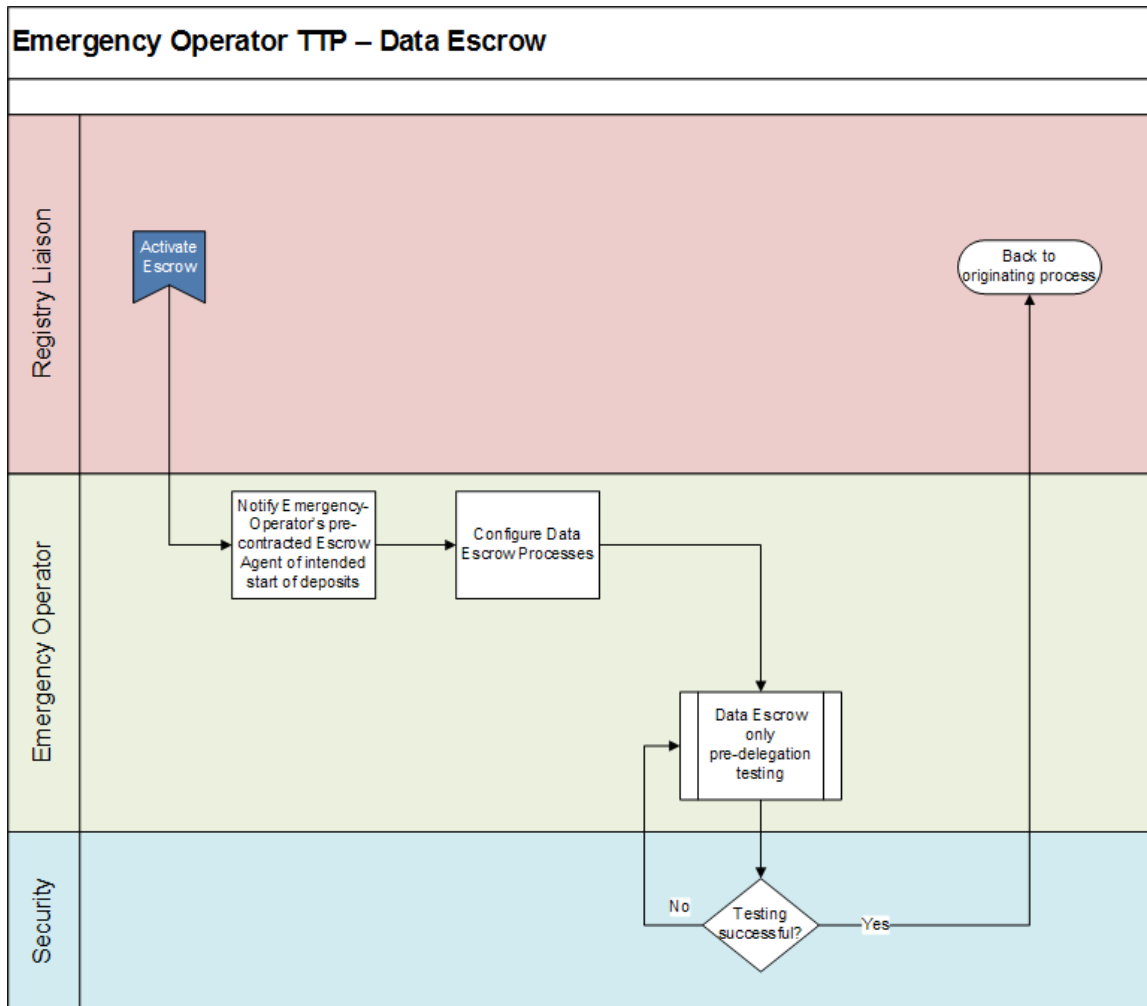 Emergency Operator TTP – Data Escrow
Registry Liaison
Activate
Escrow
Back to
originating process
Emergency Operator
Notify Emergency-
Operator's pre-
contracted Escrow
Agent of intended
start of deposits
Configure Data
Escrow Processes
Data Escrow
only
pre-delegation
testing
Security
No
Testing
successful?
Yes